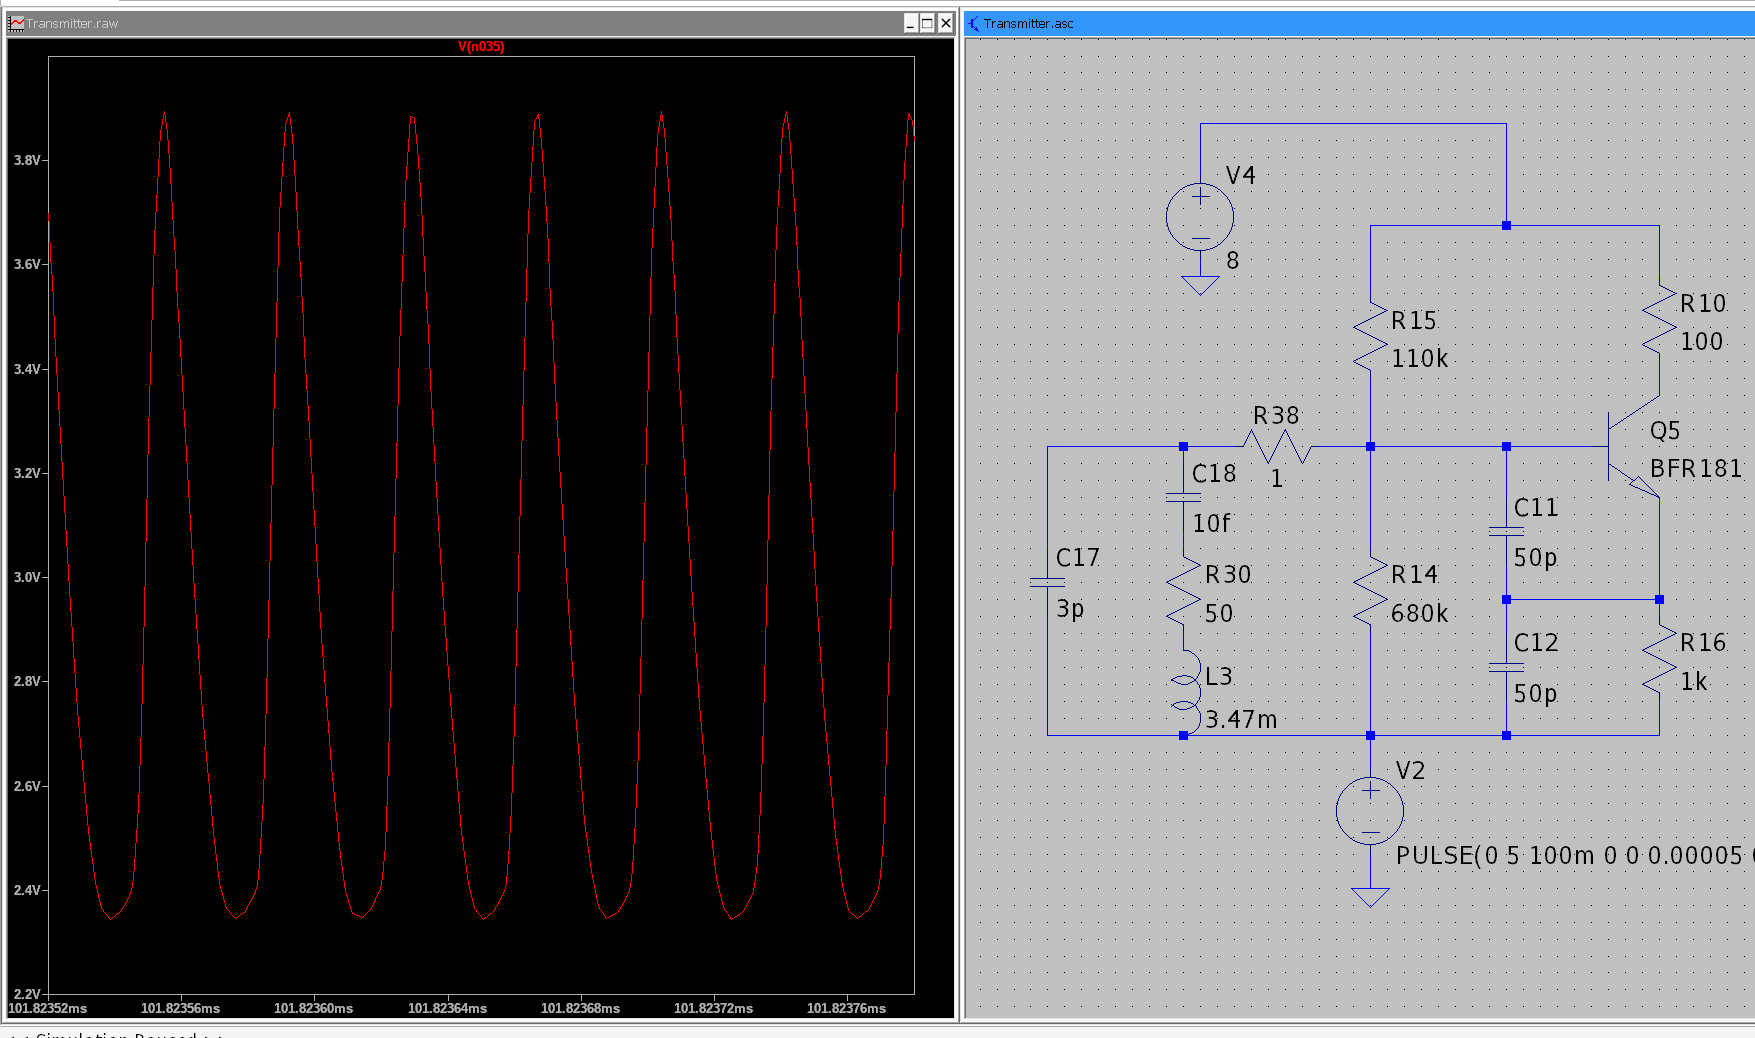 Transmitter.raw
V(n035)
3.8V
3.6V
3.4V
3.2V
3.0V
2.8V
2.6V
2.4V
2.2V
101.82352ms 101.82356ms 101.82360ms 101.82364ms 101.82368ms 101.82372ms 101.82376ms
Transmitter.asc
V4
8
R15
110k
R10
100
R38
1
Q5
BFR181
C18
10f
C11
50p
C17
3p
R30
50
R14
680k
C12
50p
R16
1k
L3
3.47m
V2
PULSE(0 5 100m 0 0 0.00005
Simulation Paused